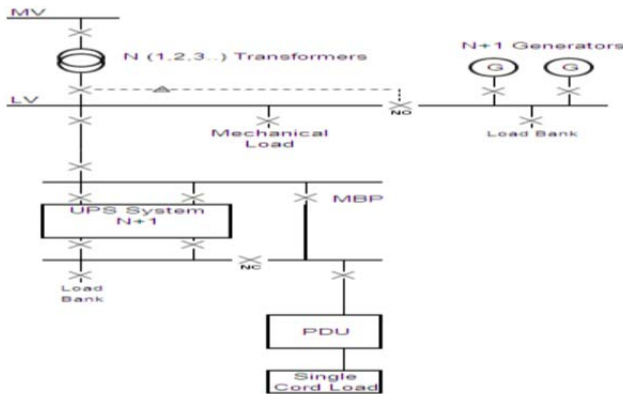 MV
N (1,2,3..) Transformers
N+1 Generators
G G
LV
NO
Mechanical
Load
Load Bank
MBP
UPS System
N+1
NC
Load
Bank
PDU
Single
Cord Load